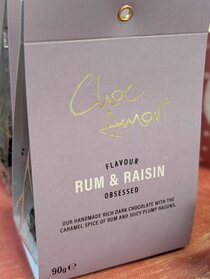 Choc
Amor
FLAVOUR
RUM & RAISIN
OBSESSED
OUR HANDMADE RICH DARK CHOCOLATE WITH THE
CARAMEL SPICE OF RUM AND JUICY PLUMP RAISINS.
90g e